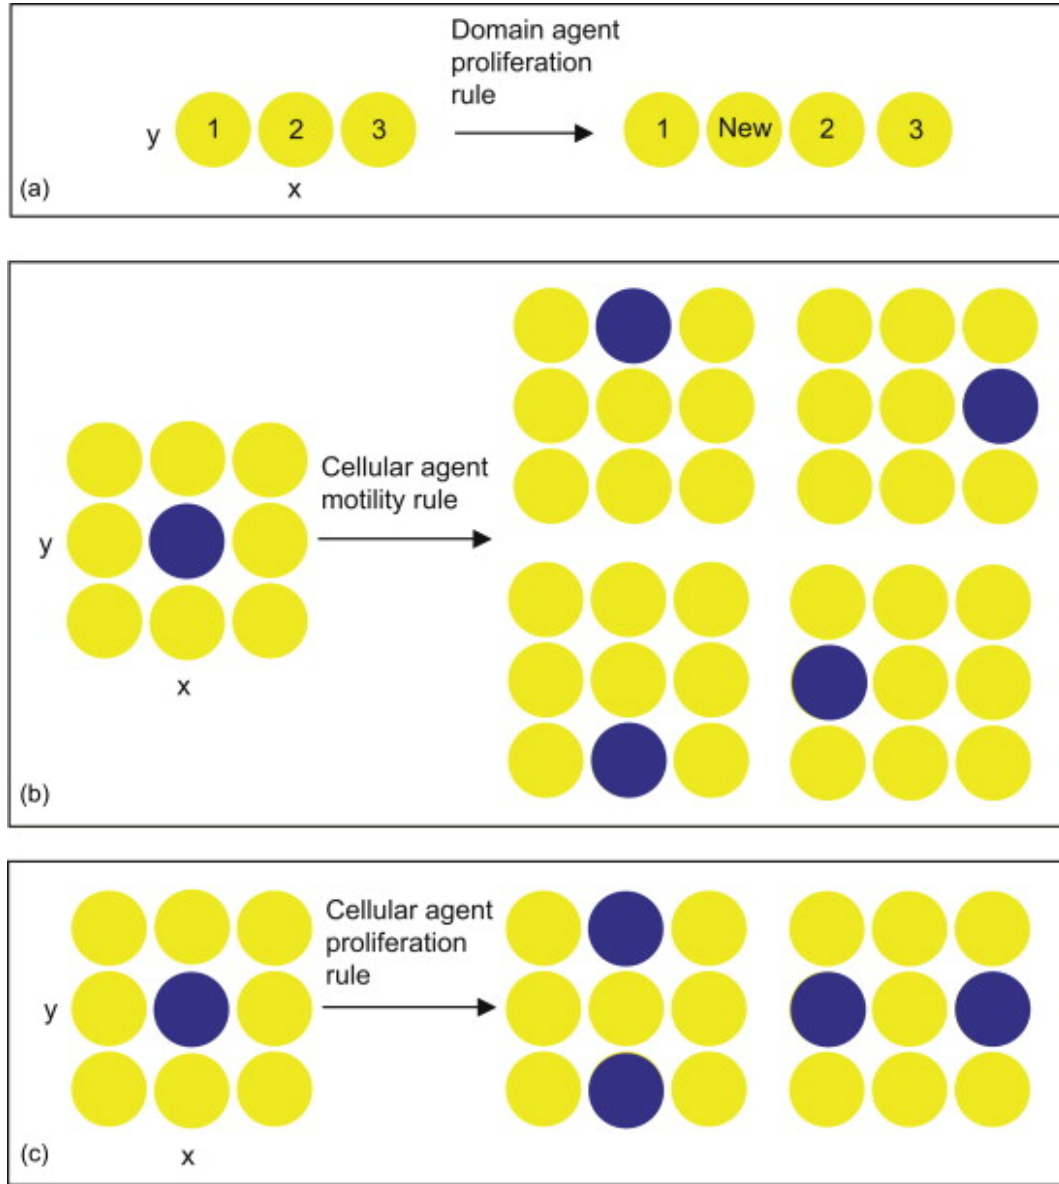 Domain agent
proliferation
rule
y 1 2 3 1 New 2 3
x
(a)
Cellular agent
motility rule
y
x
(b)
Cellular agent
proliferation
rule
y
x
(c)